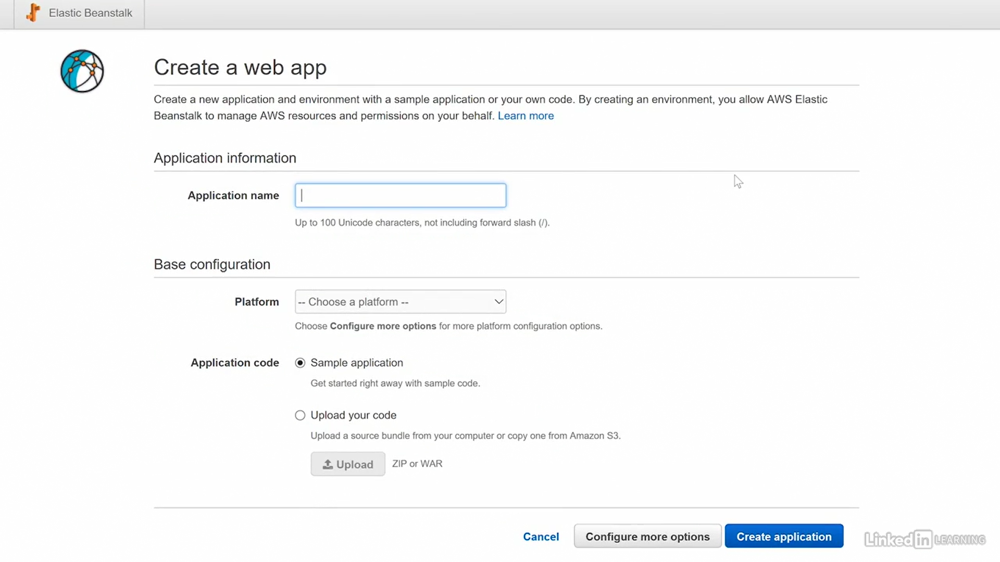 Elastic Beanstalk
Create a web app
Create a new application and environment with a sample application or your own code. By creating an environment, you allow AWS Elastic
Beanstalk to manage AWS resources and permissions on your behalf. Learn more
Application information
Application name
Up to 100 Unicode characters, not including forward slash (/).
Base configuration
Platform
-- Choose a platform --
Choose Configure more options for more platform configuration options.
Application code
Sample application
Get started right away with sample code.
Upload your code
Upload a source bundle from your computer or copy one from Amazon S3.
Upload
ZIP or WAR
Cancel
Configure more options
Create application
LinkedIn LEARNING